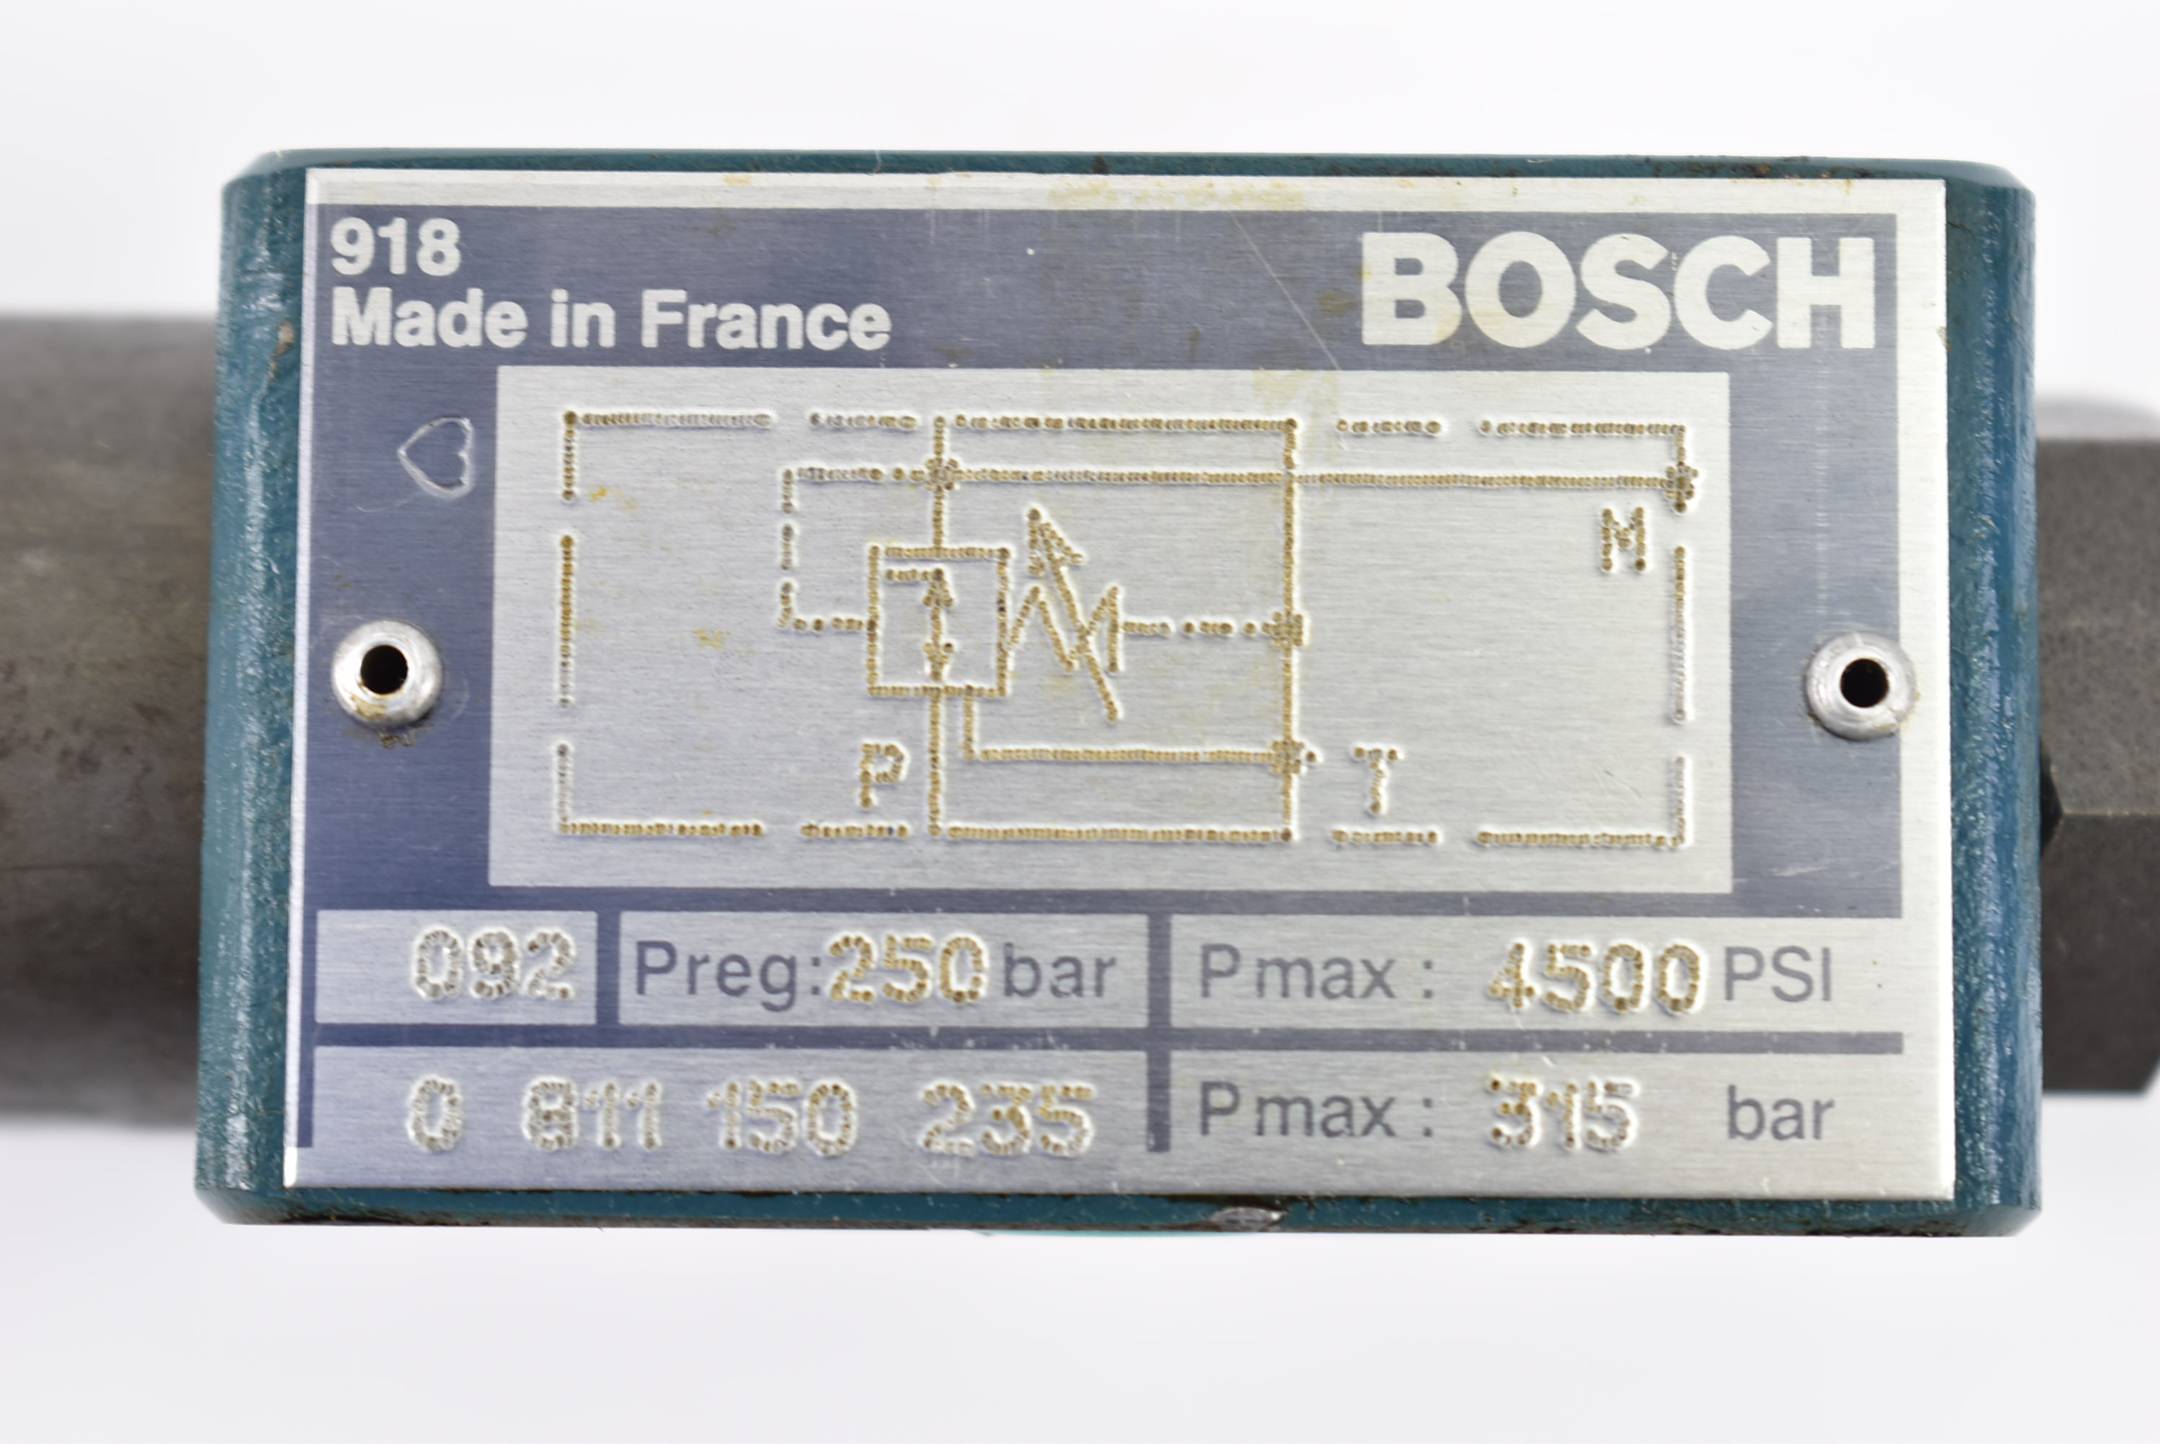 918
Made in France
BOSCH
M
P
T
092
Preg: 250 bar
Pmax : 4500 PSI
0 811 150 235
Pmax : 315 bar